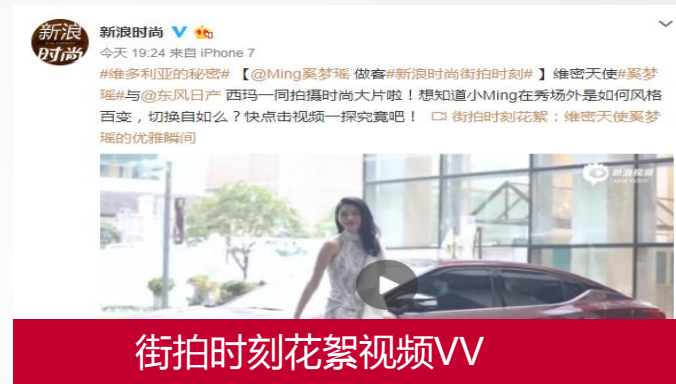 新浪
时尚
新浪时尚
今天 19:24 来自 iPhone 7
#维多利亚的秘密# 【@Ming奚梦瑶 做客#新浪时尚街拍时刻# 】维密天使#奚梦
瑶#与@东风日产 西玛一同拍摄时尚大片啦！想知道小Ming在秀场外是如何风格
百变，切换自如么？快点击视频一探究竟吧！ 街拍时刻花絮：维密天使奚梦
瑶的优雅瞬间
新浪视频
街拍时刻花絮视频VV